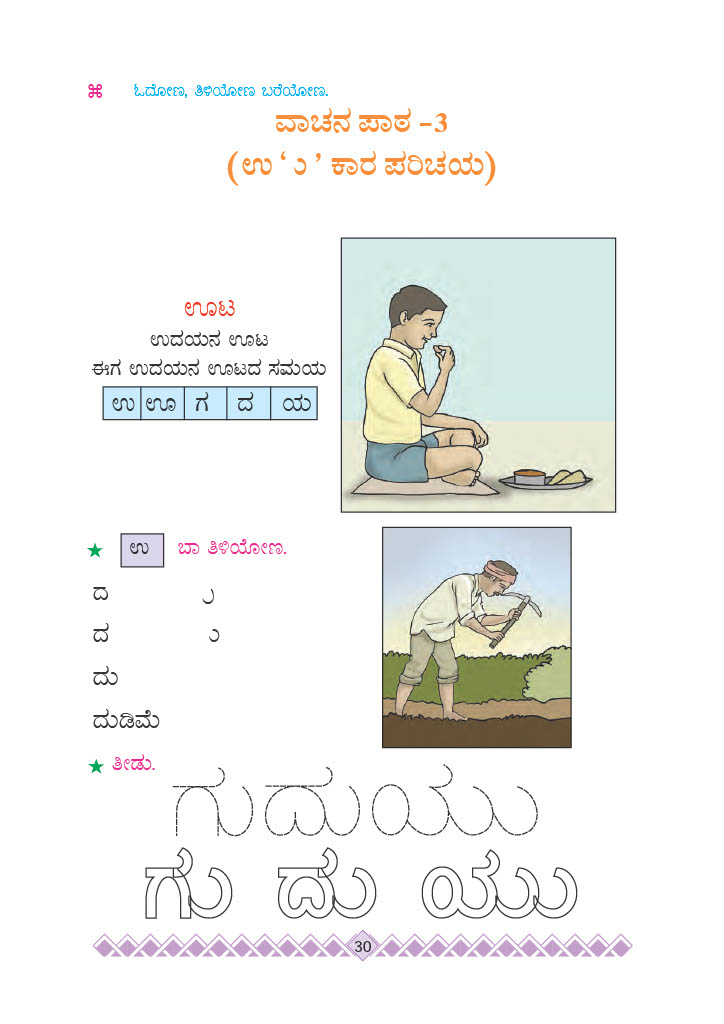 ಓದೋಣ, ತಿಳಿಯೋಣ ಬರೆಯೋಣ.
ವಾಚನ ಪಾಠ -3
(ಉ ‘ ು ’ ಕಾರ ಪರಿಚಯ)
ಊಟ
ಉದಯನ ಊಟ
ಈಗ ಉದಯನ ಊಟದ ಸಮಯ
ಉ ಊ ಗ ದ ಯ
★ ಉ ಬಾ ತಿಳಿಯೋಣ.
ದ ು
ದ ು
ದು
ದುಡಿಮೆ
★ ತೀಡು.
ಗುದುಯು
ಗು ದು ಯು
30